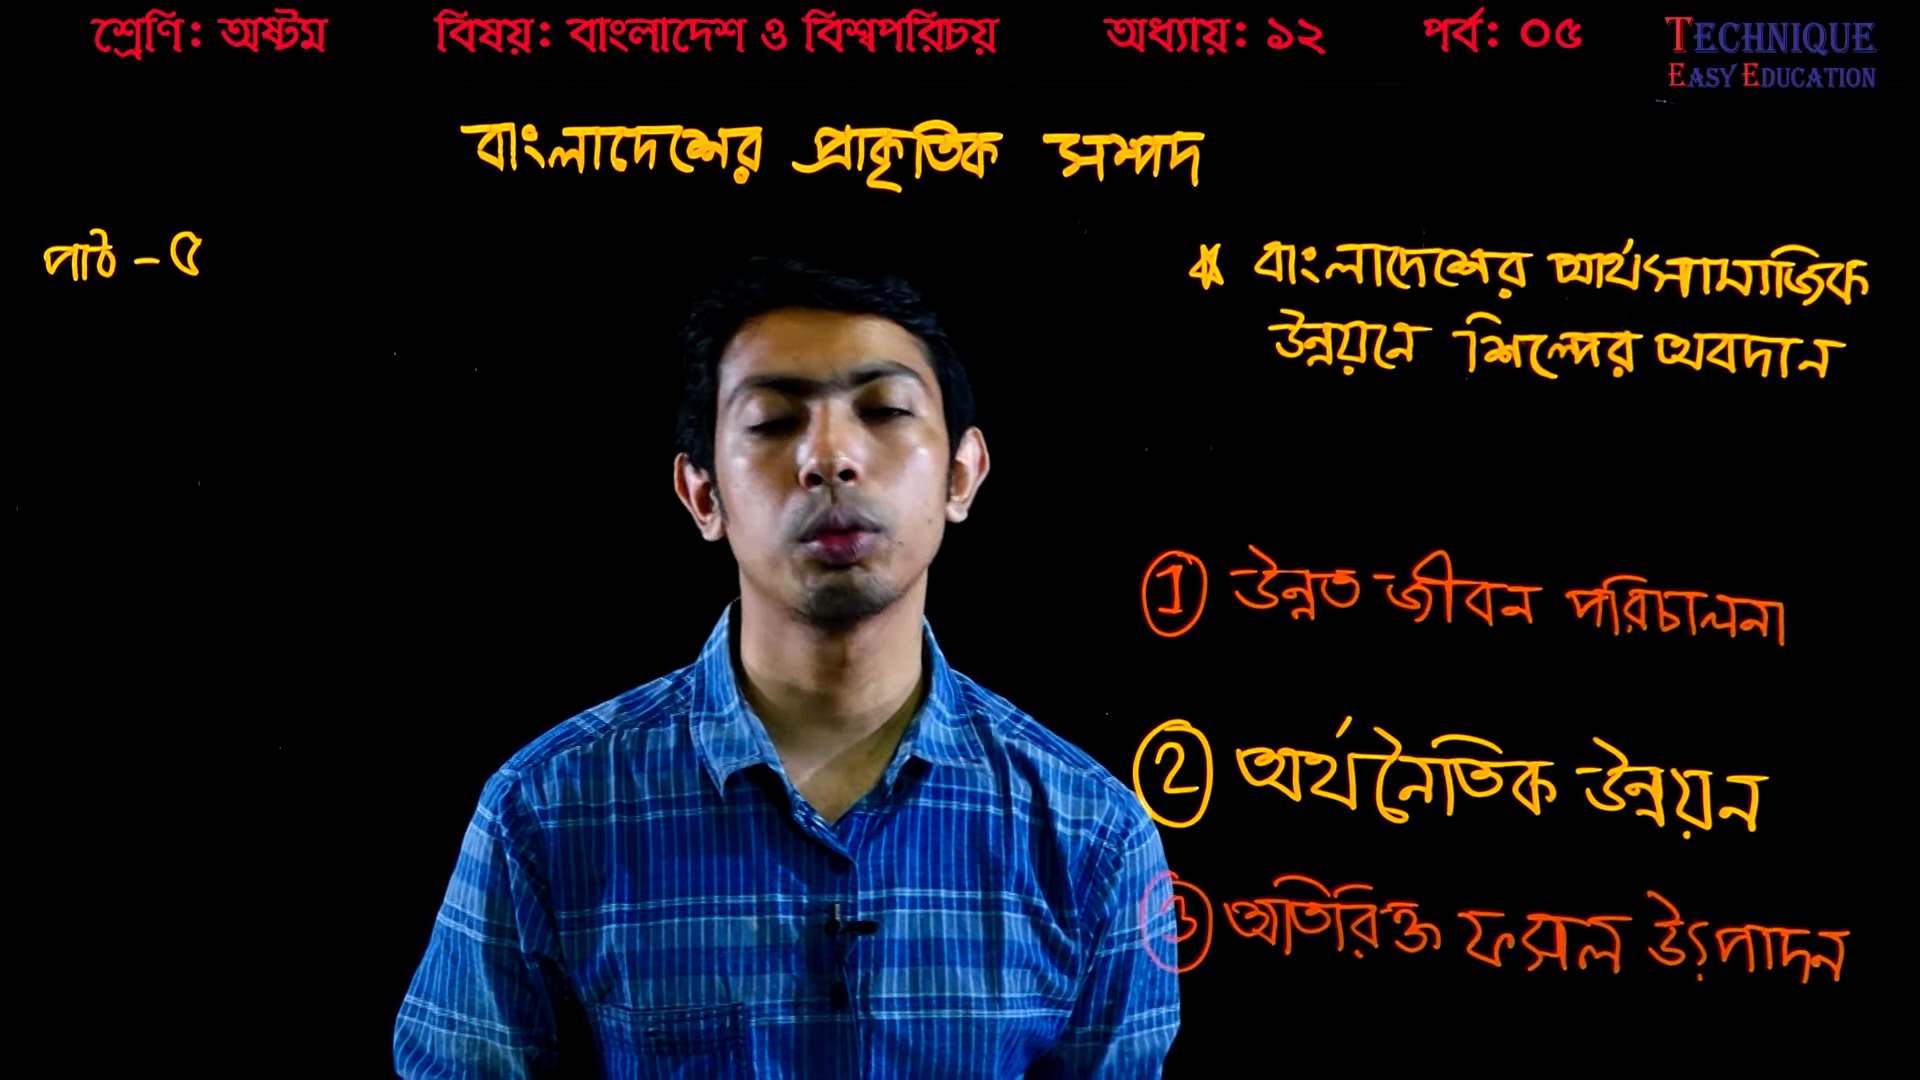 শ্রেণি: অষ্টম বিষয়: বাংলাদেশ ও বিশ্বপরিচয় অধ্যায়: ১২ পর্ব: ০৫
TECHNIQUE
EASY EDUCATION
বাংলাদেশের প্রাকৃতিক সম্পদ
পাঠ - ৫
* বাংলাদেশের আর্থসামাজিক
উন্নয়নে শিল্পের অবদান
1 উন্নত জীবন পরিচালনা
2 অর্থনৈতিক উন্নয়ন
3 অতিরিক্ত ফসল উৎপাদন